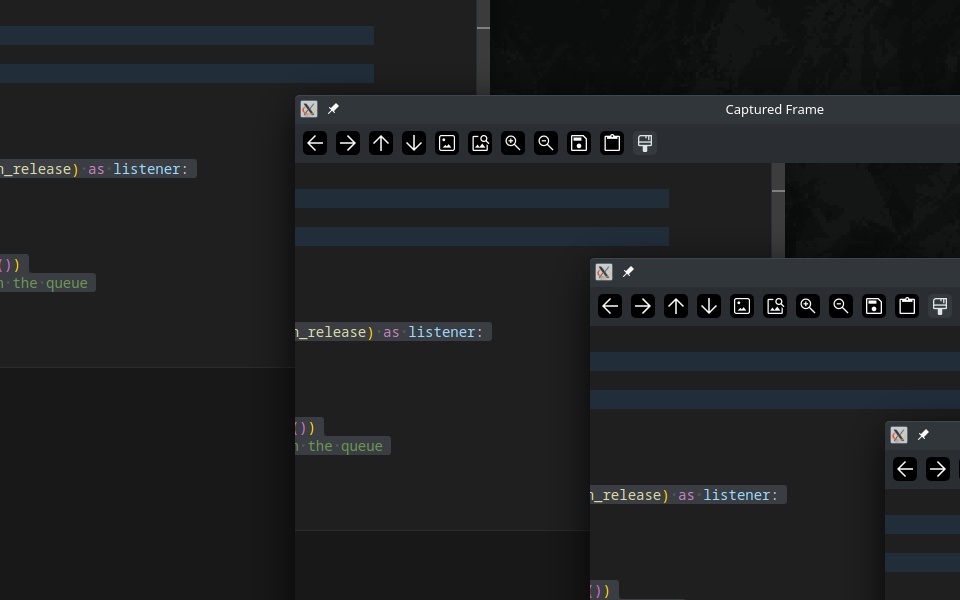 Captured Frame
n_release) as listener:
())
n the queue
n_release) as listener:
())
n the queue
n_release) as listener:
())